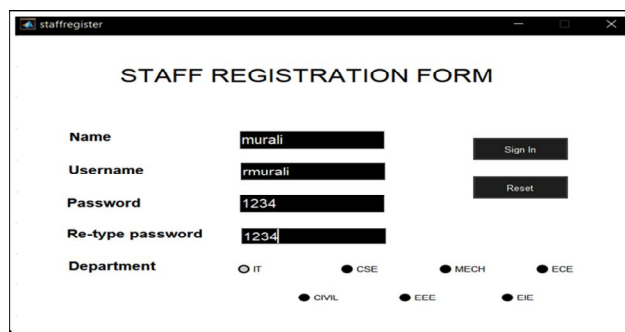 staffregister
STAFF REGISTRATION FORM
Name murali
Sign In
Username rmurali
Reset
Password 1234
Re-type password 1234
Department IT CSE MECH ECE
CIVIL EEE EIE